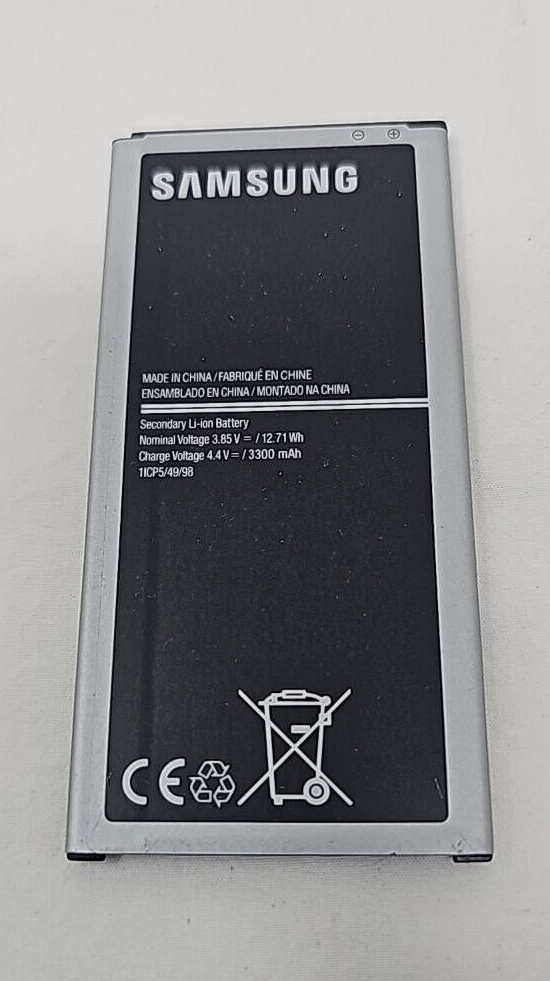 SAMSUNG
MADE IN CHINA / FABRIQUÉ EN CHINE
ENSAMBLADO EN CHINA / MONTADO NA CHINA
Secondary Li-ion Battery
Nominal Voltage 3.85 V ⎓ / 12.71 Wh
Charge Voltage 4.4 V ⎓ / 3300 mAh
1ICP5/49/98
CE